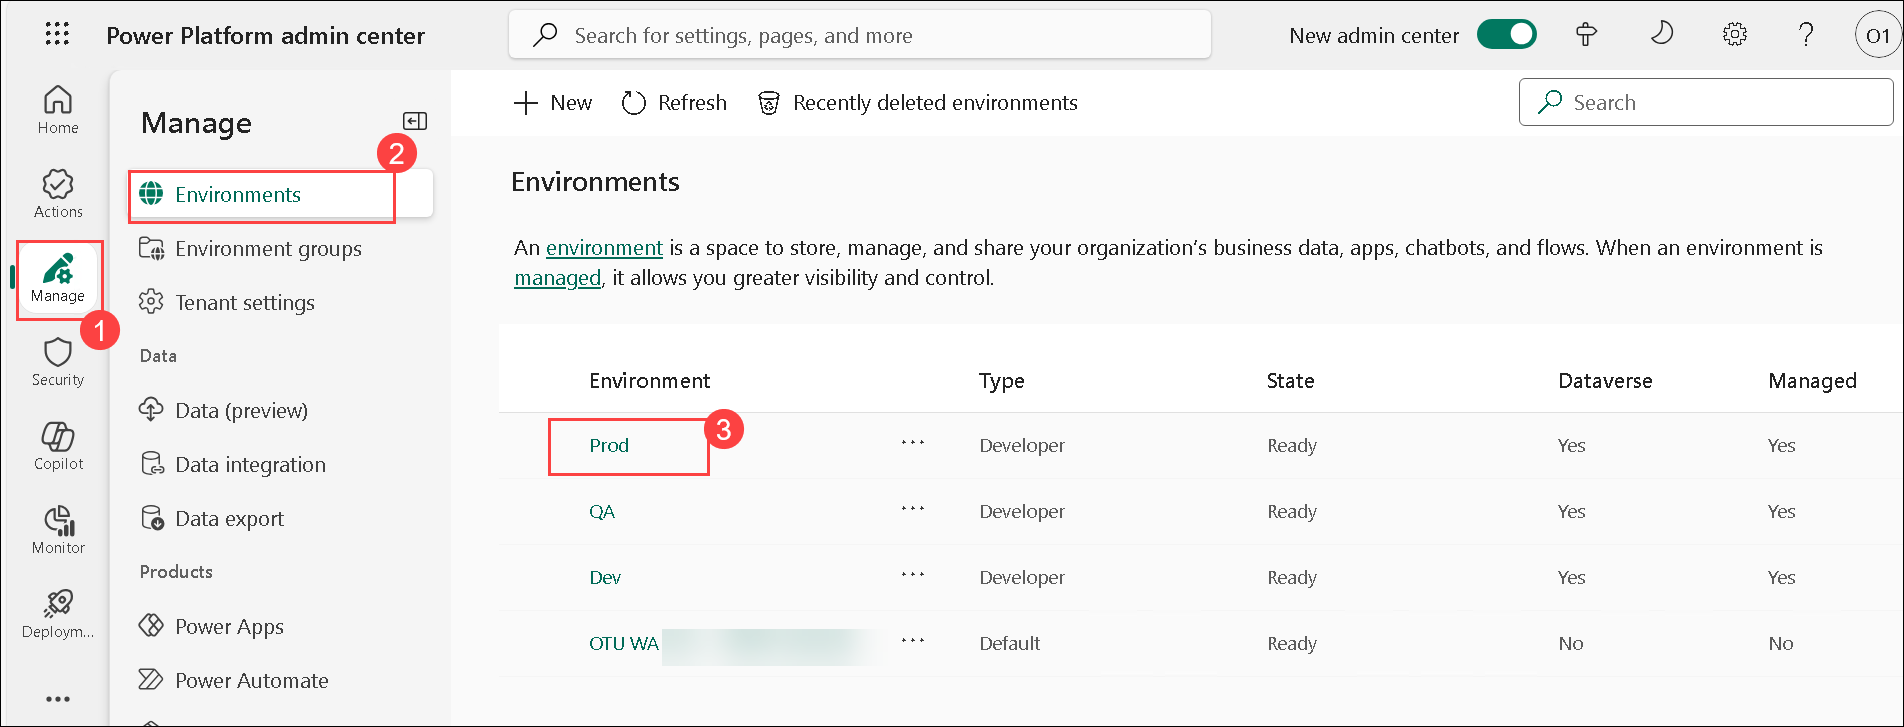 Power Platform admin center
Search for settings, pages, and more
New admin center
O1
Home
Actions
Manage
1
Security
Copilot
Monitor
Deploym...
Manage
2
Environments
Environment groups
Tenant settings
Data
Data (preview)
Data integration
Data export
Products
Power Apps
Power Automate
New
Refresh
Recently deleted environments
Search
Environments
An environment is a space to store, manage, and share your organization’s business data, apps, chatbots, and flows. When an environment is
managed, it allows you greater visibility and control.
Environment Type State Dataverse Managed
3
Prod ... Developer Ready Yes Yes
QA ... Developer Ready Yes Yes
Dev ... Developer Ready Yes Yes
OTU WA ... Default Ready No No